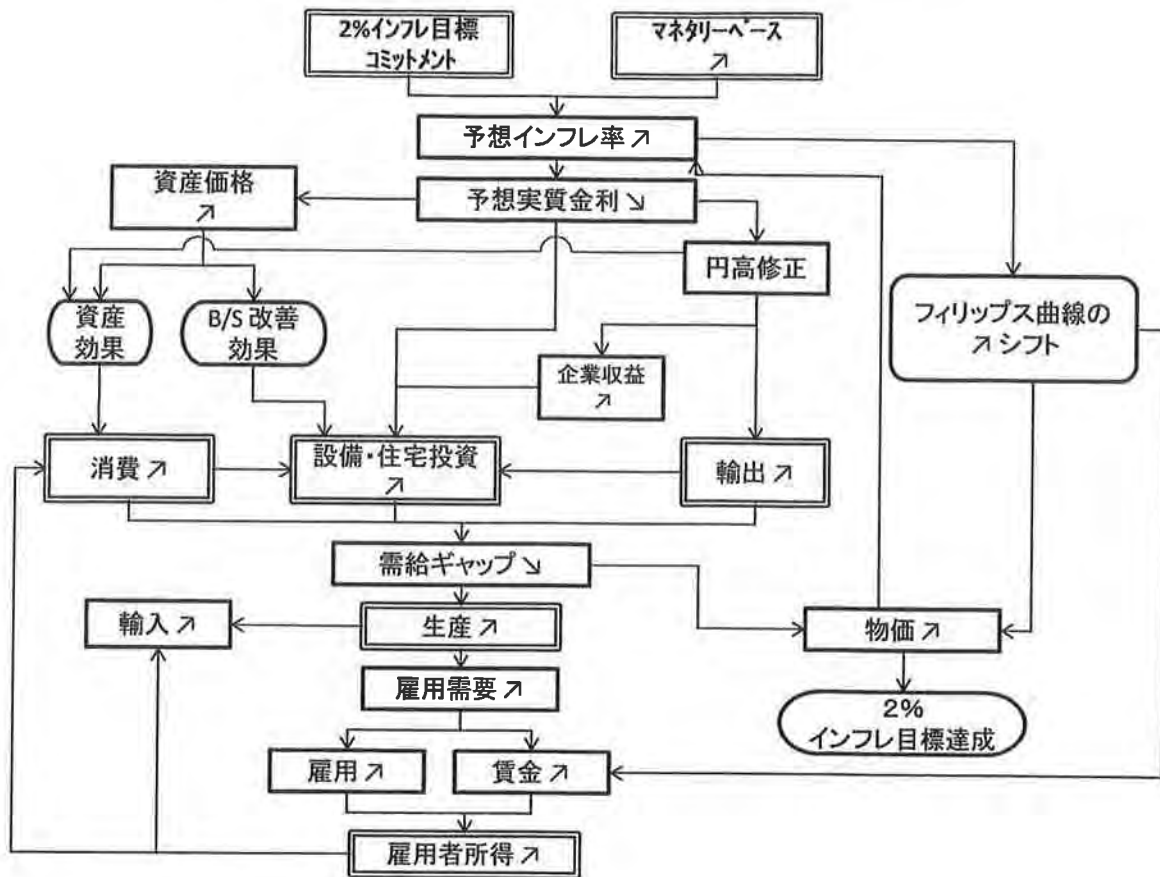 2%インフレ目標
コミットメント
マネタリーベース
↗
予想インフレ率↗
資産価格
↗
予想実質金利↘
円高修正
資産
効果
B/S 改善
効果
フィリップス曲線の
↗ シフト
企業収益
↗
消費↗
設備・住宅投資
↗
輸出↗
需給ギャップ↘
輸入↗
生産↗
物価↗
雇用需要↗
2%
インフレ目標達成
雇用↗
賃金↗
雇用者所得↗